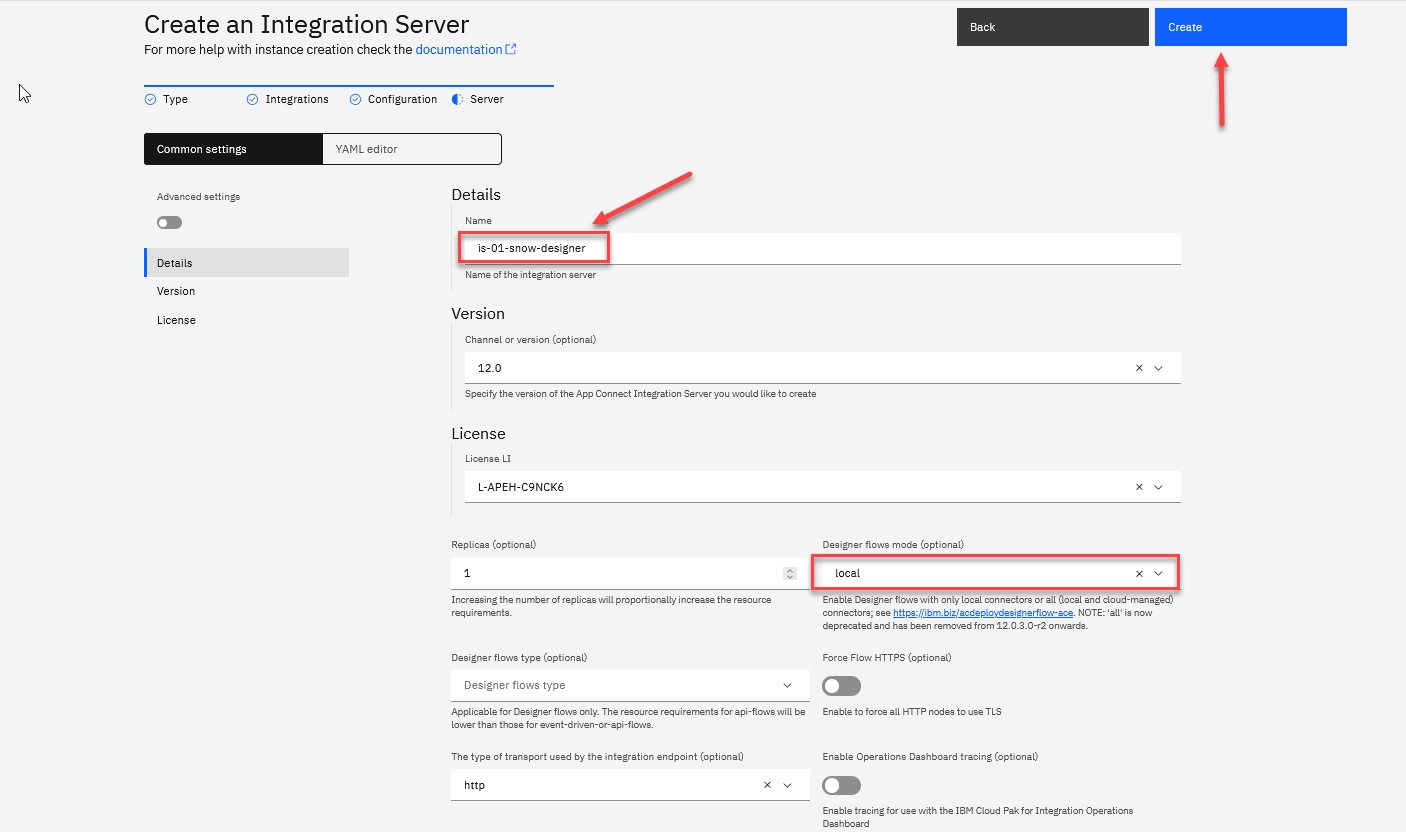 Create an Integration Server
For more help with instance creation check the documentation
Back
Create
Type
Integrations
Configuration
Server
Common settings
YAML editor
Advanced settings
Details
Version
License
Details
Name
is-01-snow-designer
Name of the integration server
Version
Channel or version (optional)
12.0
Specify the version of the App Connect Integration Server you would like to create
License
License LI
L-APEH-C9NCK6
Replicas (optional)
1
Increasing the number of replicas will proportionally increase the resource
requirements.
Designer flows mode (optional)
local
Enable Designer flows with only local connectors or all (local and cloud-managed)
connectors; see https://ibm.biz/acdeploydesignerflow-ace. NOTE: 'all' is now
deprecated and has been removed from 12.0.3.0-r2 onwards.
Designer flows type (optional)
Designer flows type
Applicable for Designer flows only. The resource requirements for api-flows will be
lower than those for event-driven-or-api-flows.
Force Flow HTTPS (optional)
Enable to force all HTTP nodes to use TLS
The type of transport used by the integration endpoint (optional)
http
Enable Operations Dashboard tracing (optional)
Enable tracing for use with the IBM Cloud Pak for Integration Operations
Dashboard